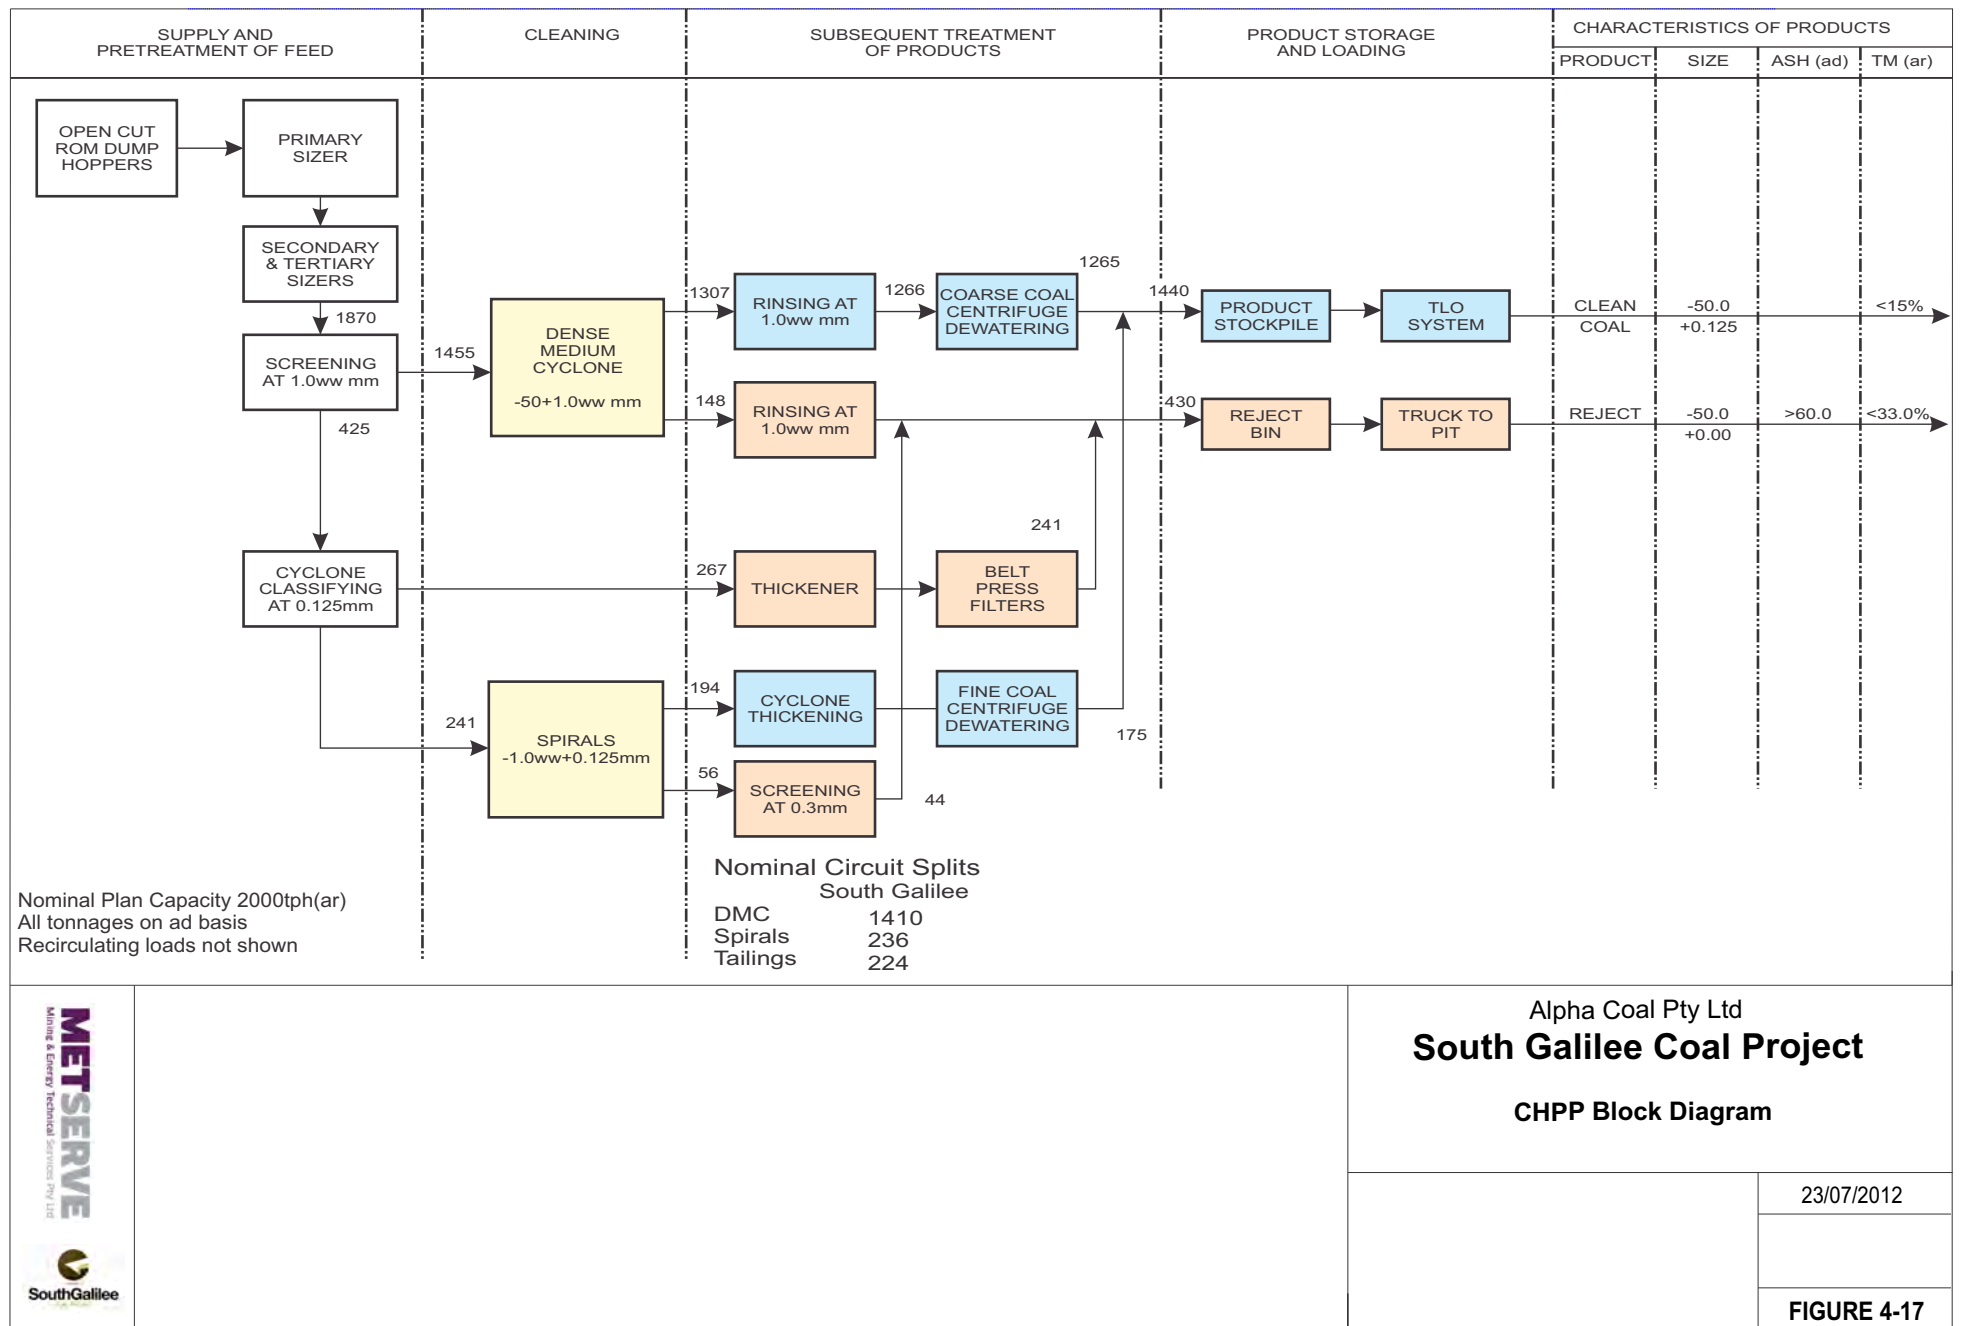 SUPPLY AND
PRETREATMENT OF FEED
CLEANING
SUBSEQUENT TREATMENT
OF PRODUCTS
PRODUCT STORAGE
AND LOADING
CHARACTERISTICS OF PRODUCTS
PRODUCT SIZE ASH (ad) TM (ar)
OPEN CUT
ROM DUMP
HOPPERS
PRIMARY
SIZER
SECONDARY
& TERTIARY
SIZERS
1870
SCREENING
AT 1.0ww mm
425
CYCLONE
CLASSIFYING
AT 0.125mm
1455
DENSE
MEDIUM
CYCLONE
-50+1.0ww mm
241
SPIRALS
-1.0ww+0.125mm
1307
RINSING AT
1.0ww mm
1266
COARSE COAL
CENTRIFUGE
DEWATERING
1265
148
RINSING AT
1.0ww mm
267
THICKENER
BELT
PRESS
FILTERS
241
194
CYCLONE
THICKENING
FINE COAL
CENTRIFUGE
DEWATERING
175
56
SCREENING
AT 0.3mm
44
1440
PRODUCT
STOCKPILE
TLO
SYSTEM
CLEAN
COAL
-50.0
+0.125
<15%
430
REJECT
BIN
TRUCK TO
PIT
REJECT
-50.0
+0.00
>60.0
<33.0%
Nominal Plan Capacity 2000tph(ar)
All tonnages on ad basis
Recirculating loads not shown
Nominal Circuit Splits
South Galilee
DMC 1410
Spirals 236
Tailings 224
METSERVE
Mining & Energy Technical Services Pty Ltd
SouthGalilee
Alpha Coal Pty Ltd
South Galilee Coal Project
CHPP Block Diagram
23/07/2012
FIGURE 4-17